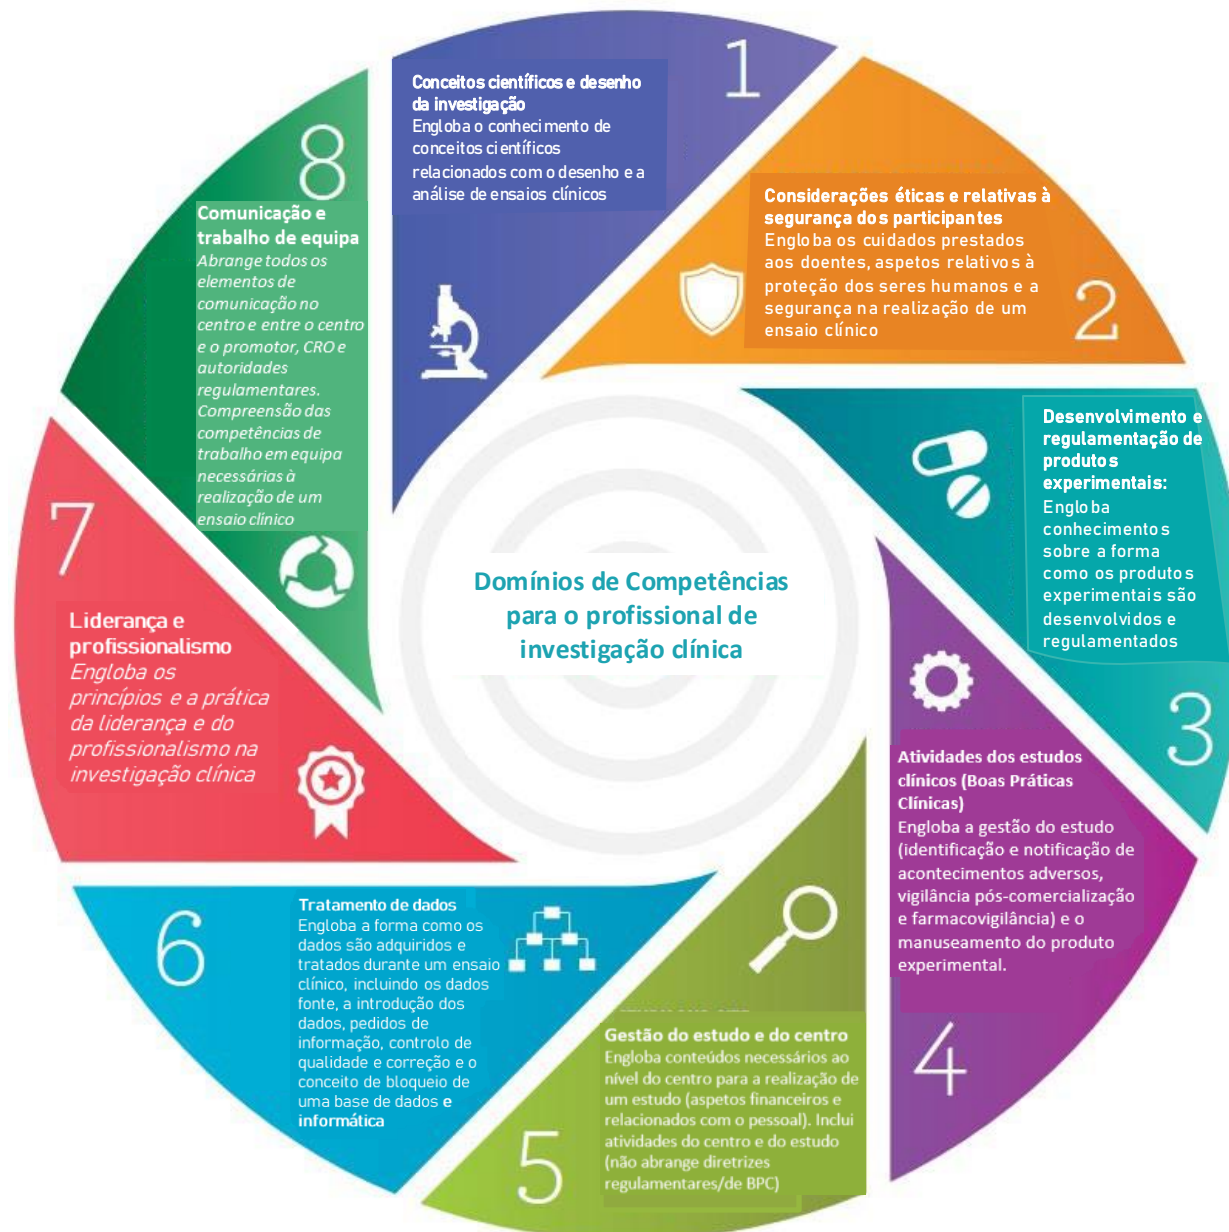 1
Conceitos científicos e desenho
da investigação
Engloba o conhecimento de
conceitos científicos
relacionados com o desenho e a
análise de ensaios clínicos
2
Considerações éticas e relativas à
segurança dos participantes
Engloba os cuidados prestados
aos doentes, aspetos relativos à
proteção dos seres humanos e a
segurança na realização de um
ensaio clínico
Desenvolvimento e
regulamentação de
produtos
experimentais:
Engloba
conhecimentos
sobre a forma
como os produtos
experimentais são
desenvolvidos e
regulamentados
3
Atividades dos estudos
clínicos (Boas Práticas
Clínicas)
Engloba a gestão do estudo
(identificação e notificação de
acontecimentos adversos,
vigilância pós-comercialização
e farmacovigilância) e o
manuseamento do produto
experimental.
4
Gestão do estudo e do centro
Engloba conteúdos necessários ao
nível do centro para a realização de
um estudo (aspetos financeiros e
relacionados com o pessoal). Inclui
atividades do centro e do estudo
(não abrange diretrizes
regulamentares/de BPC)
5
6
Tratamento de dados
Engloba a forma como os
dados são adquiridos e
tratados durante um ensaio
clínico, incluindo os dados
fonte, a introdução dos
dados, pedidos de
informação, controlo de
qualidade e correção e o
conceito de bloqueio de
uma base de dados e
informática
7
Liderança e
profissionalismo
Engloba os
princípios e a prática
da liderança e do
profissionalismo na
investigação clínica
8
Comunicação e
trabalho de equipa
Abrange todos os
elementos de
comunicação no
centro e entre o centro
e o promotor, CRO e
autoridades
regulamentares.
Compreensão das
competências de
trabalho em equipa
necessárias à
realização de um
ensaio clínico
Domínios de Competências
para o profissional de
investigação clínica